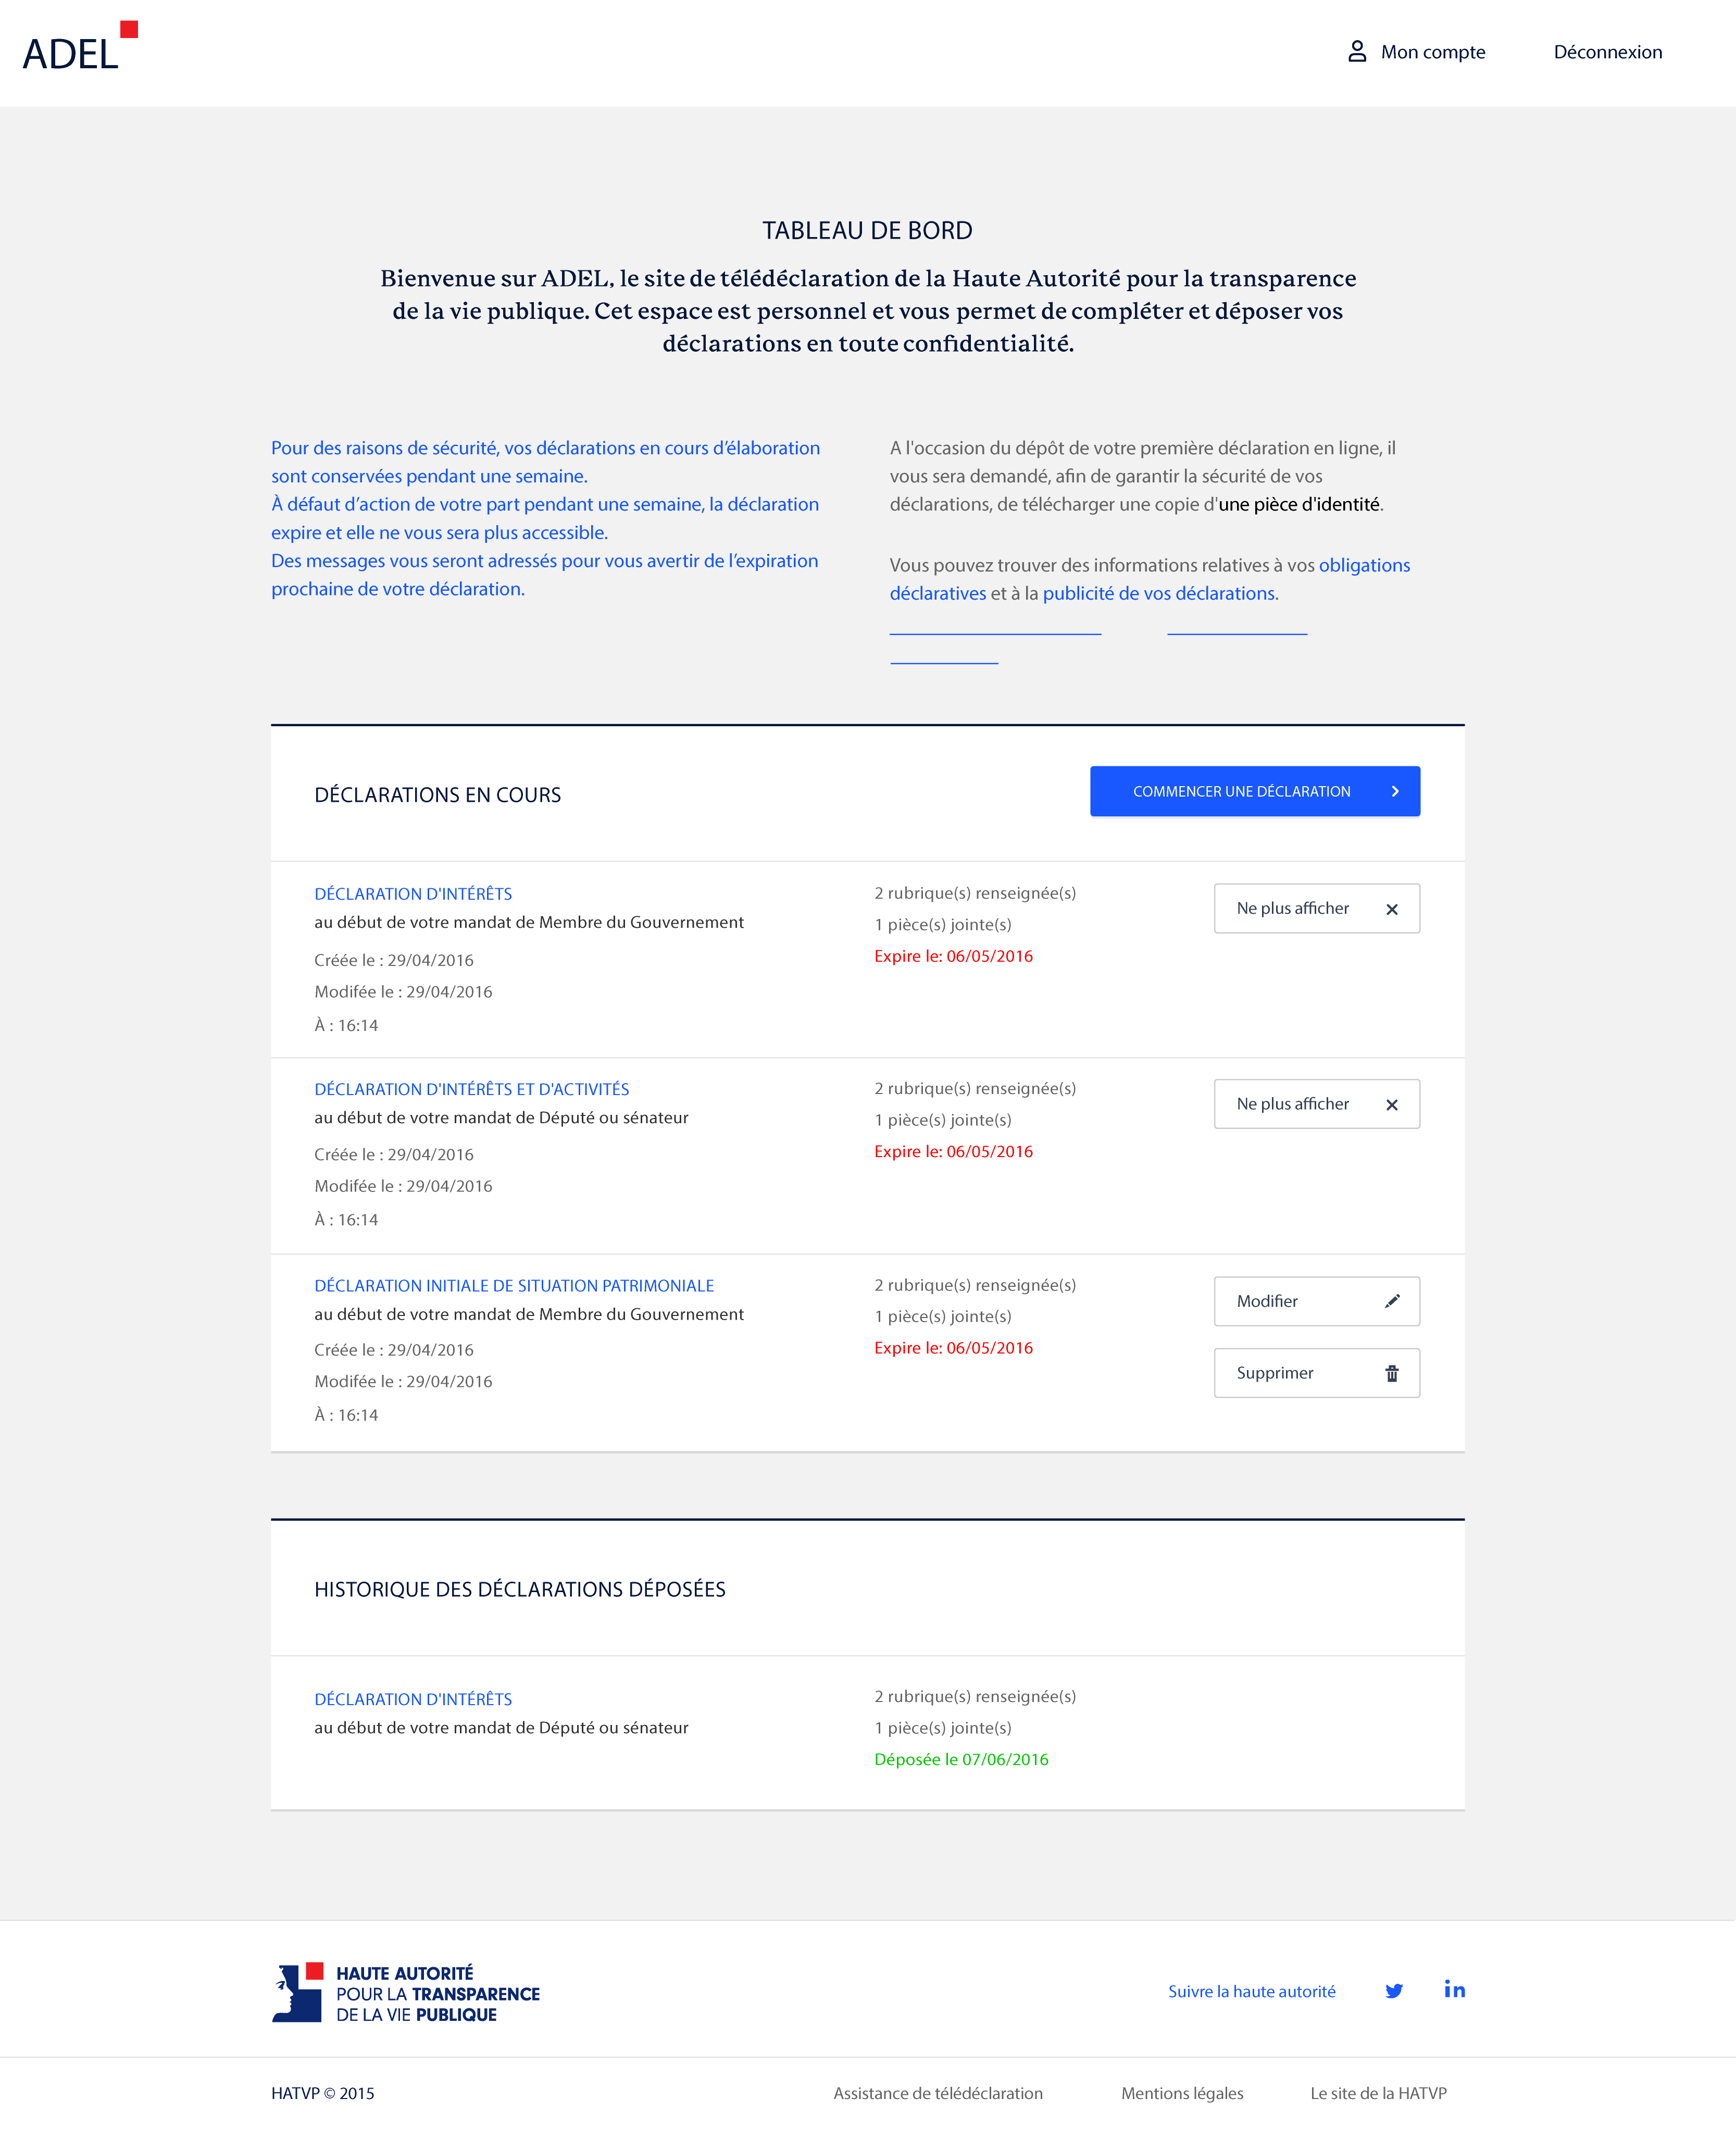 ADEL
Mon compte
Déconnexion
TABLEAU DE BORD
Bienvenue sur ADEL, le site de télédéclaration de la Haute Autorité pour la transparence
de la vie publique. Cet espace est personnel et vous permet de compléter et déposer vos
déclarations en toute confidentialité.
Pour des raisons de sécurité, vos déclarations en cours d’élaboration
sont conservées pendant une semaine.
À défaut d’action de votre part pendant une semaine, la déclaration
expire et elle ne vous sera plus accessible.
Des messages vous seront adressés pour vous avertir de l’expiration
prochaine de votre déclaration.
A l'occasion du dépôt de votre première déclaration en ligne, il
vous sera demandé, afin de garantir la sécurité de vos
déclarations, de télécharger une copie d'une pièce d'identité.
Vous pouvez trouver des informations relatives à vos obligations
déclaratives et à la publicité de vos déclarations.
DÉCLARATIONS EN COURS
COMMENCER UNE DÉCLARATION
DÉCLARATION D'INTÉRÊTS
au début de votre mandat de Membre du Gouvernement
Créée le : 29/04/2016
Modifée le : 29/04/2016
À : 16:14
2 rubrique(s) renseignée(s)
1 pièce(s) jointe(s)
Expire le: 06/05/2016
Ne plus afficher
DÉCLARATION D'INTÉRÊTS ET D'ACTIVITÉS
au début de votre mandat de Député ou sénateur
Créée le : 29/04/2016
Modifée le : 29/04/2016
À : 16:14
2 rubrique(s) renseignée(s)
1 pièce(s) jointe(s)
Expire le: 06/05/2016
Ne plus afficher
DÉCLARATION INITIALE DE SITUATION PATRIMONIALE
au début de votre mandat de Membre du Gouvernement
Créée le : 29/04/2016
Modifée le : 29/04/2016
À : 16:14
2 rubrique(s) renseignée(s)
1 pièce(s) jointe(s)
Expire le: 06/05/2016
Modifier
Supprimer
HISTORIQUE DES DÉCLARATIONS DÉPOSÉES
DÉCLARATION D'INTÉRÊTS
au début de votre mandat de Député ou sénateur
2 rubrique(s) renseignée(s)
1 pièce(s) jointe(s)
Déposée le 07/06/2016
HAUTE AUTORITÉ
POUR LA TRANSPARENCE
DE LA VIE PUBLIQUE
Suivre la haute autorité
in
HATVP © 2015
Assistance de télédéclaration
Mentions légales
Le site de la HATVP